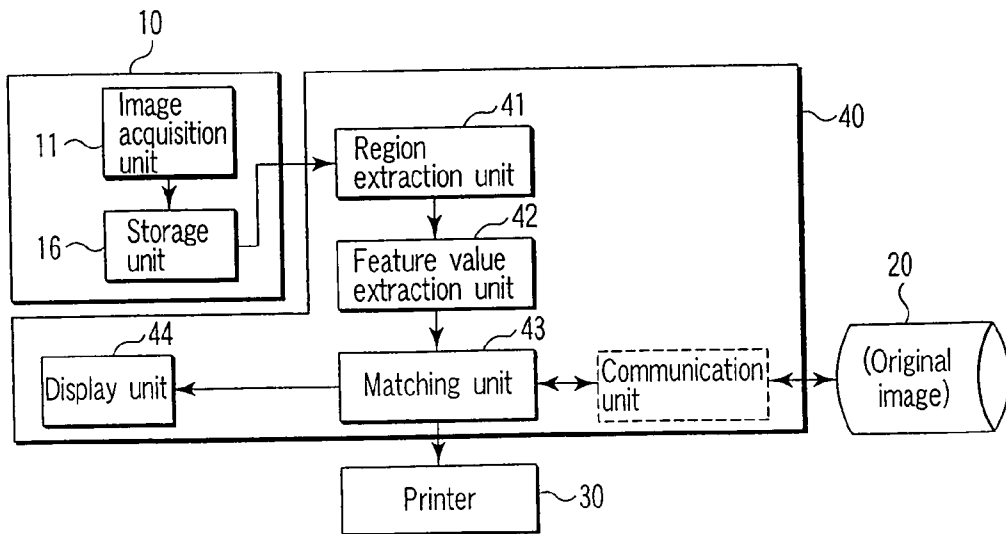 10
Image
acquisition
unit
11
Storage
unit
16
41
Region
extraction unit
40
42
Feature value
extraction unit
43
Matching unit
44
Display unit
Communication
unit
20
(Original
image)
Printer
30